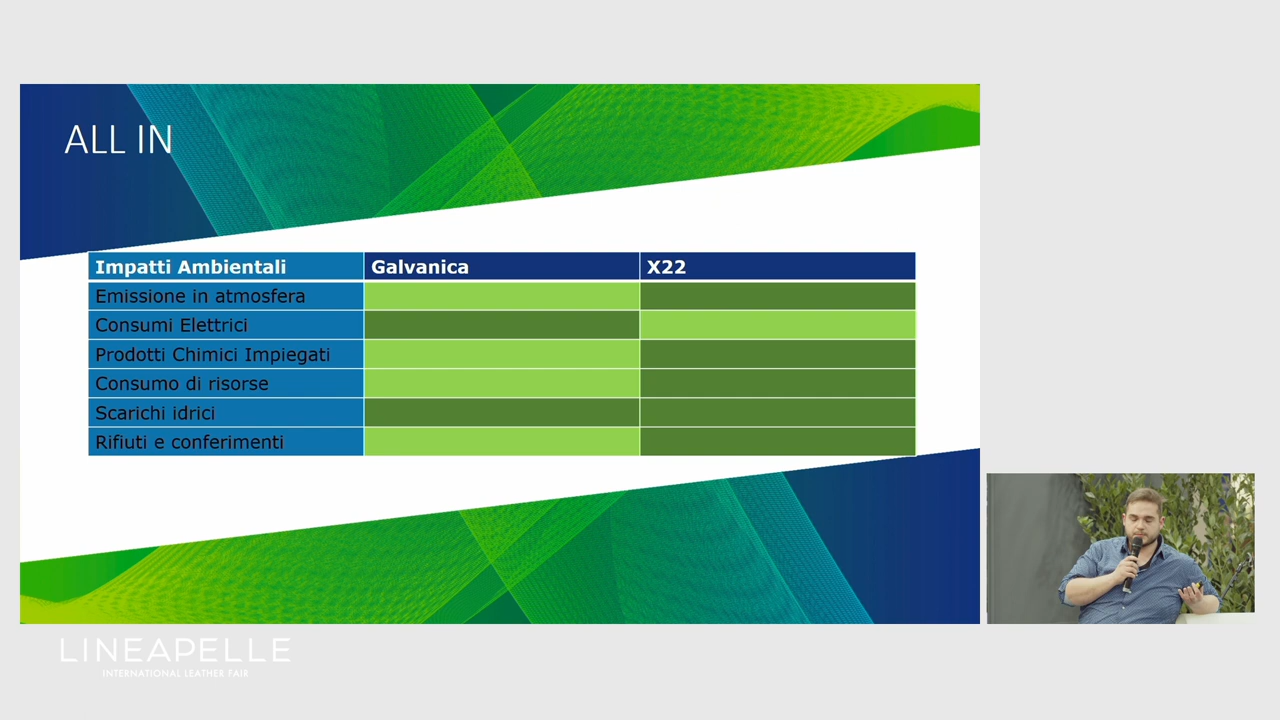 ALL IN
Impatti Ambientali Galvanica X22
Emissione in atmosfera
Consumi Elettrici
Prodotti Chimici Impiegati
Consumo di risorse
Scarichi idrici
Rifiuti e conferimenti
LINEAPELLE
INTERNATIONAL LEATHER FAIR